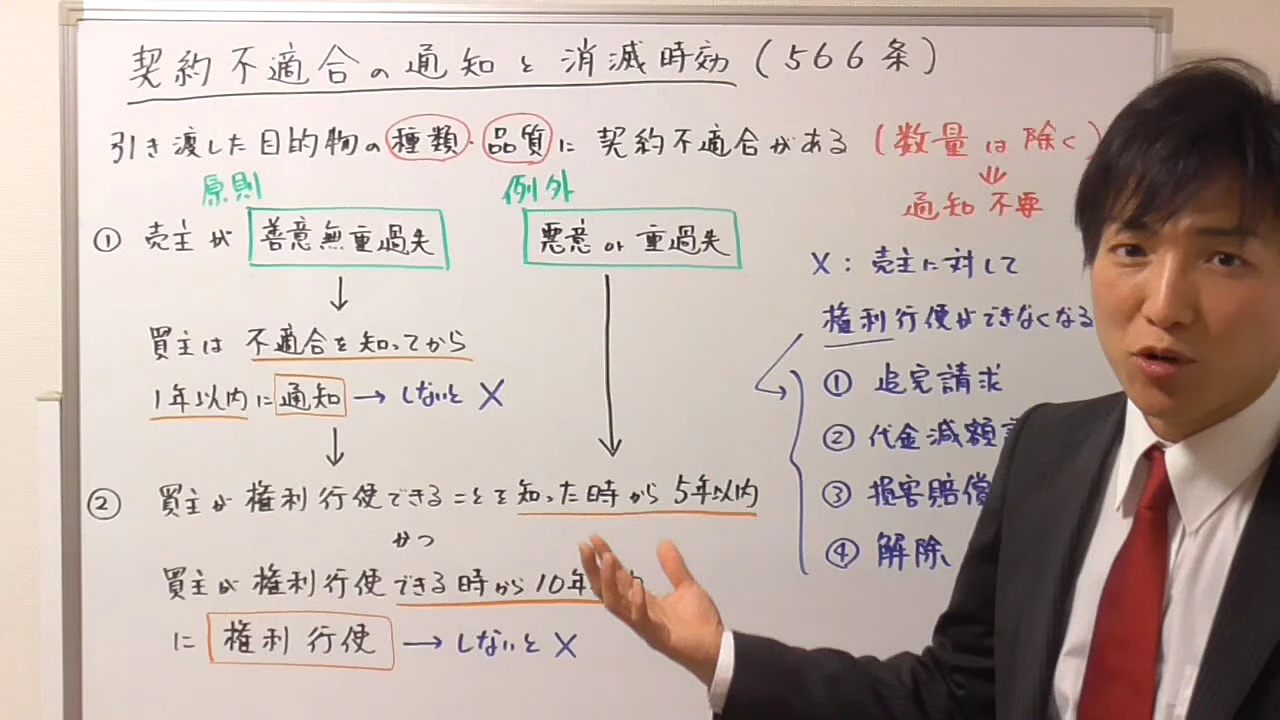 契約不適合の通知と消滅時効(566条)
引き渡した目的物の種類・品質に契約不適合がある(数量は除く)
⇓
通知不要
原則 例外
① 売主が 善意無重過失 悪意or重過失
↓
買主は不適合を知ってから
1年以内に通知→しないと X
↓
② 買主が権利行使できることを知った時から5年以内
かつ
買主が権利行使できる時から10年
に 権利行使 → しないと X
X:売主に対して
権利行使ができなくなる
① 追完請求
② 代金減額
③ 損害賠償
④ 解除